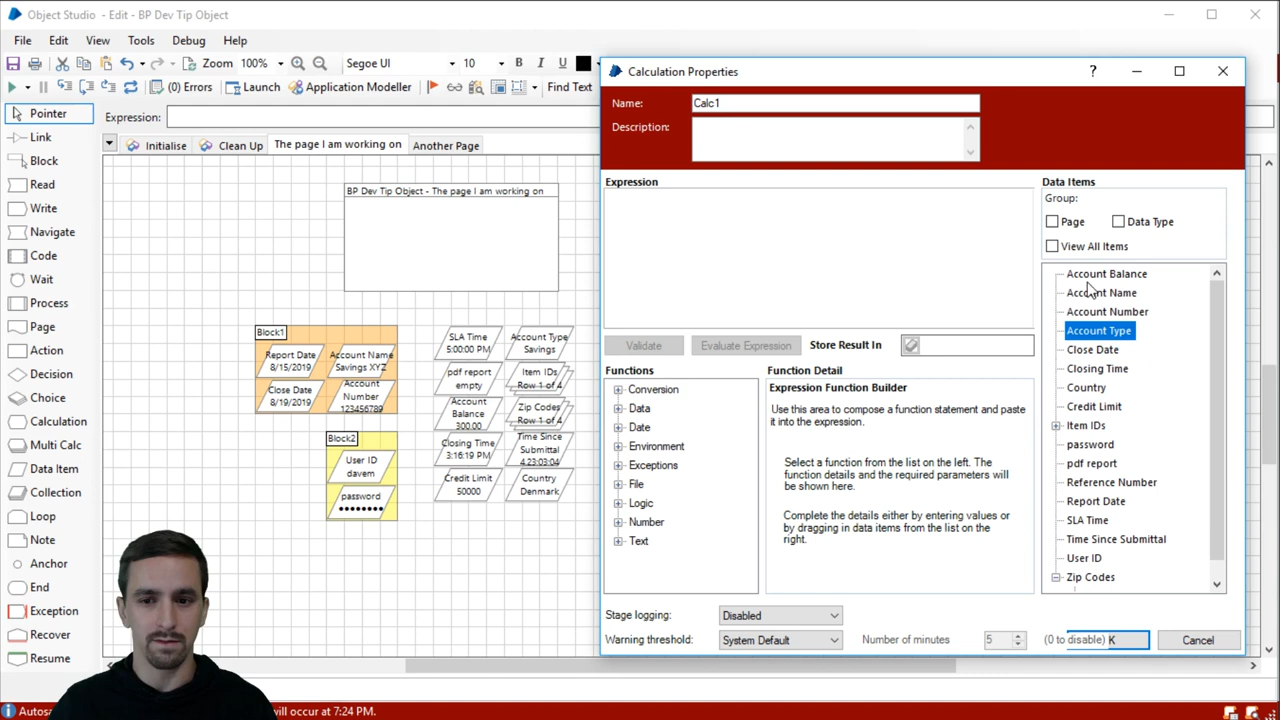 Object Studio - Edit - BP Dev Tip Object
File Edit View Tools Debug Help
Zoom 100% Segoe UI 10 B I U
(0) Errors Launch Application Modeller Find Text
Pointer
Link
Block
Read
Write
Navigate
Code
Wait
Process
Page
Action
Decision
Choice
Calculation
Multi Calc
Data Item
Collection
Loop
Note
Anchor
End
Exception
Recover
Resume
Expression:
Initialise Clean Up The page I am working on Another Page
BP Dev Tip Object - The page I am working on
Block1
Report Date
8/15/2019
Account Name
Savings XYZ
Close Date
8/19/2019
Account
Number
123456789
Block2
User ID
davem
password
••••••••
SLA Time
5:00:00 PM
Account Type
Savings
pdf report
empty
Item IDs
Row 1 of 4
Account
Balance
300.00
Zip Codes
Row 1 of 4
Closing Time
3:16:19 PM
Time Since
Submittal
4.23:03:04
Credit Limit
50000
Country
Denmark
Calculation Properties
?
Name: Calc1
Description:
Expression
Validate Evaluate Expression Store Result In
Functions
Conversion
Data
Date
Environment
Exceptions
File
Logic
Number
Text
Function Detail
Expression Function Builder
Use this area to compose a function statement and paste
it into the expression.
Select a function from the list on the left. The
function details and the required parameters will
be shown here.
Complete the details either by entering values or
by dragging in data items from the list on the
right.
Data Items
Group:
Page Data Type
View All Items
Account Balance
Account Name
Account Number
Account Type
Close Date
Closing Time
Country
Credit Limit
Item IDs
password
pdf report
Reference Number
Report Date
SLA Time
Time Since Submittal
User ID
Zip Codes
Stage logging: Disabled
Warning threshold: System Default Number of minutes 5 (0 to disable) K Cancel
Autosa
will occur at 7:24 PM.